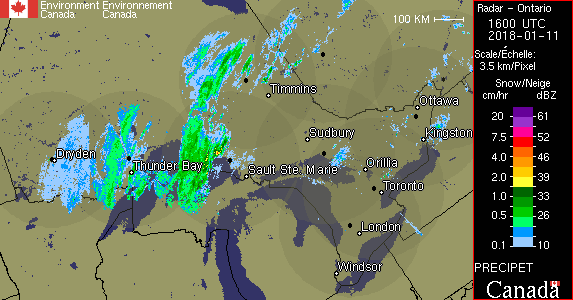 Environment Environnement
Canada Canada
100 KM
Timmins
Ottawa
Sudbury
Kingston
Dryden
Thunder Bay
Sault Ste. Marie
Orillia
Toronto
London
Windsor
Radar - Ontario
1600 UTC
2018-01-11
Scale/Échelle:
3.5 km/Pixel
Snow/Neige
cm/hr dBZ
20 61
7.5 52
4.0 46
2.0 39
1.0 33
0.5 26
0.1 10
PRECIPET
Canada